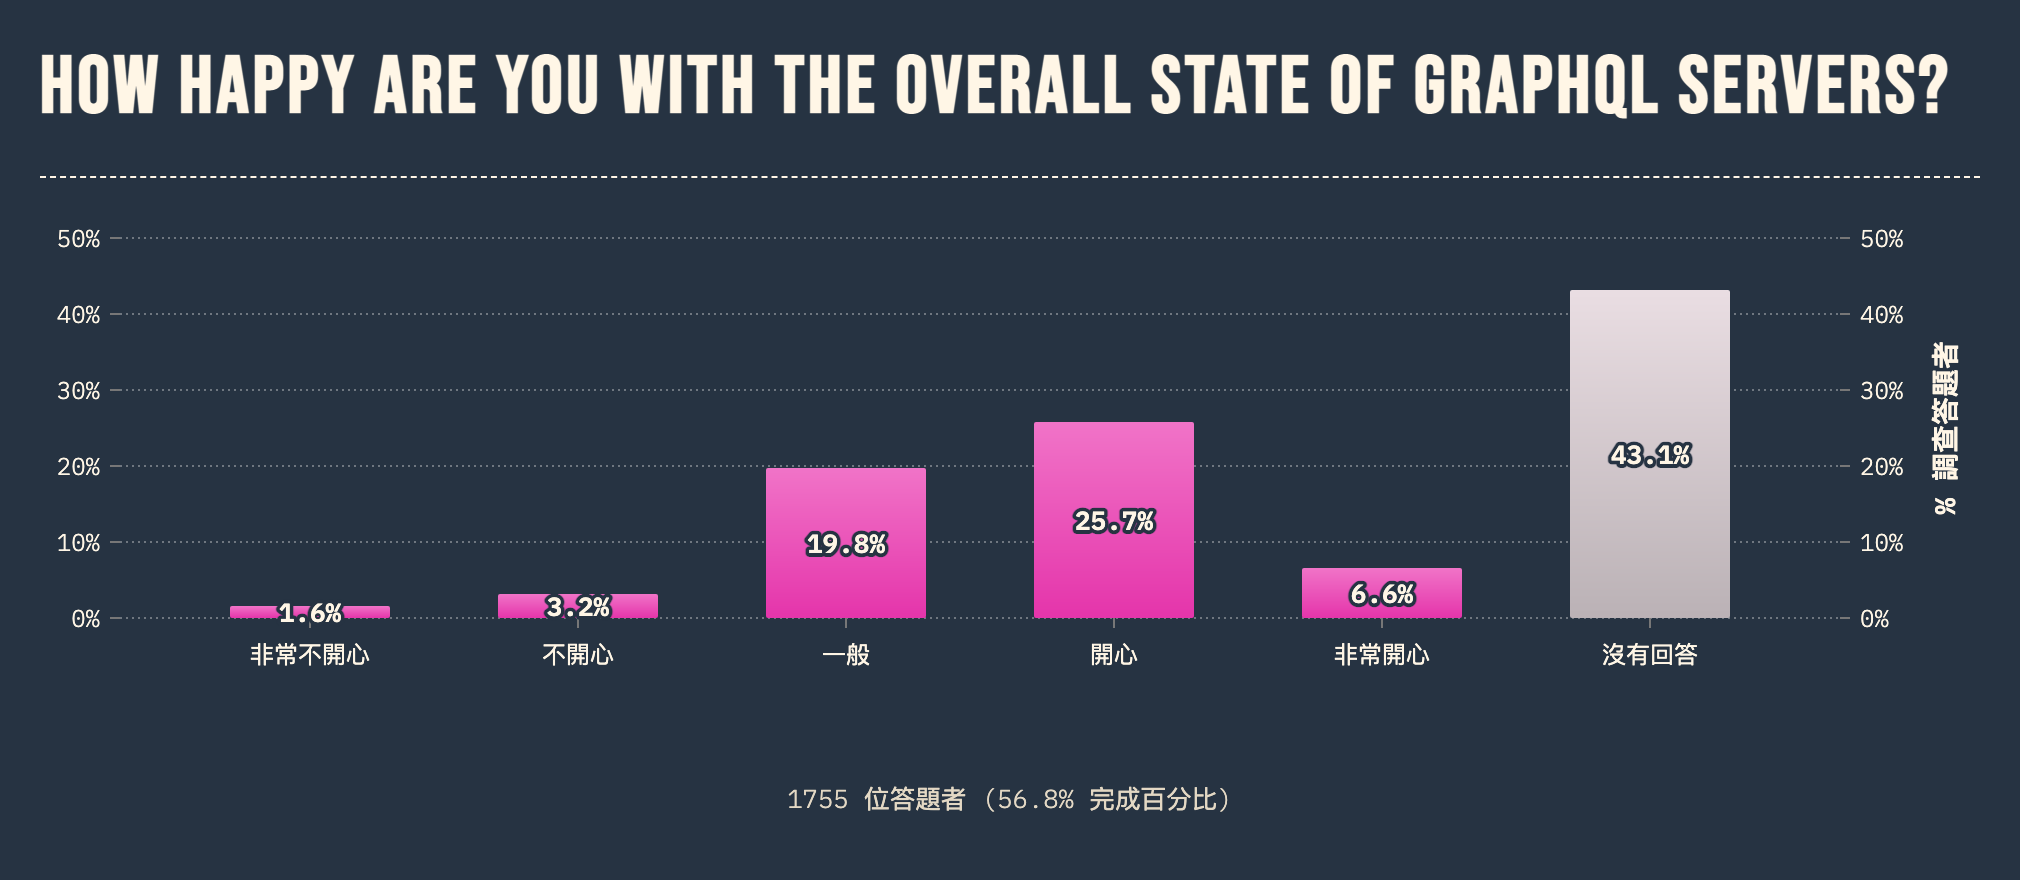 HOW HAPPY ARE YOU WITH THE OVERALL STATE OF GRAPHQL SERVERS?
50% 50%
40% 40%
30% 30%
20% 20%
10% 10%
0% 0%
% 調查答題者
1.6% 3.2% 19.8% 25.7% 6.6% 43.1%
非常不開心 不開心 一般 開心 非常開心 沒有回答
1755 位答題者 (56.8% 完成百分比)